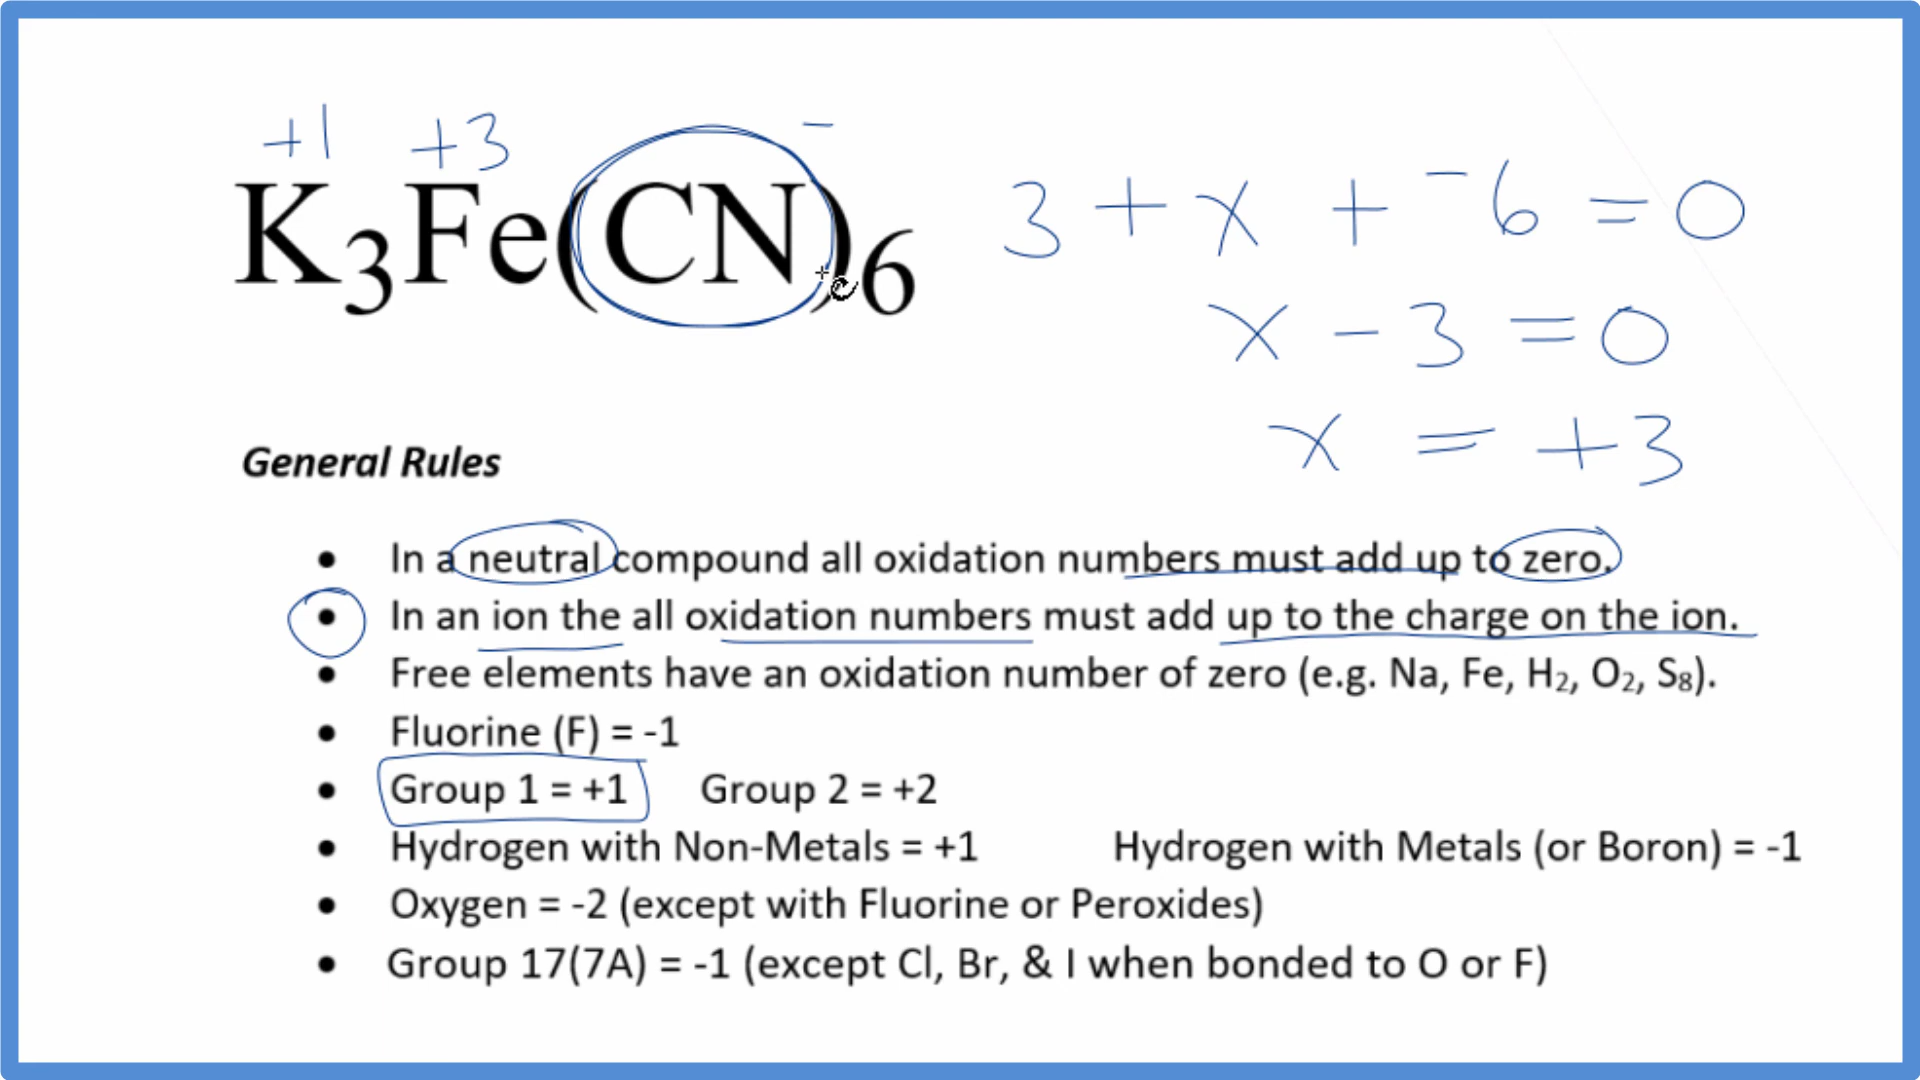 +1 +3 -
K₃Fe(CN)₆ 3 + x + ⁻6 = 0
x - 3 = 0
x = +3
General Rules
• In a neutral compound all oxidation numbers must add up to zero.
• In an ion the all oxidation numbers must add up to the charge on the ion.
• Free elements have an oxidation number of zero (e.g. Na, Fe, H₂, O₂, S₈).
• Fluorine (F) = -1
• Group 1 = +1 Group 2 = +2
• Hydrogen with Non-Metals = +1 Hydrogen with Metals (or Boron) = -1
• Oxygen = -2 (except with Fluorine or Peroxides)
• Group 17(7A) = -1 (except Cl, Br, & I when bonded to O or F)